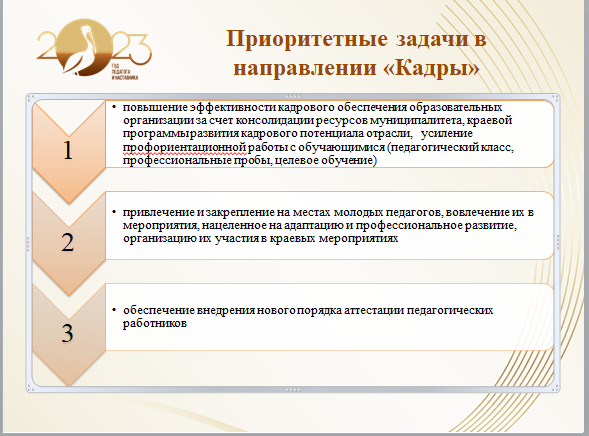 2023
ГОД
ПЕДАГОГА
И НАСТАВНИКА
Приоритетные задачи в
направлении «Кадры»
1
• повышение эффективности кадрового обеспечения образовательных
организации за счет консолидации ресурсов муниципалитета, краевой
программы развития кадрового потенциала отрасли, усиление
профориентационной работы с обучающимися (педагогический класс,
профессиональные пробы, целевое обучение)
2
• привлечение и закрепление на местах молодых педагогов, вовлечение их в
мероприятия, нацеленное на адаптацию и профессиональное развитие,
организацию их участия в краевых мероприятиях
3
• обеспечение внедрения нового порядка аттестации педагогических
работников